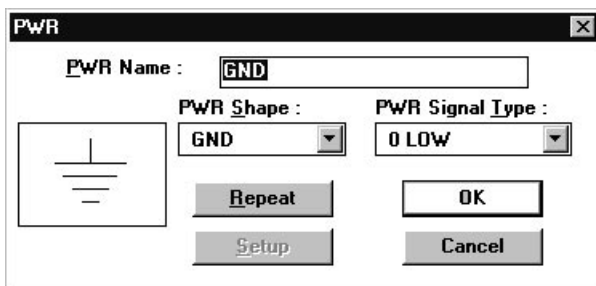 PWR
PWR Name :
GND
PWR Shape :
PWR Signal Type :
GND
0 LOW
Repeat
OK
Setup
Cancel